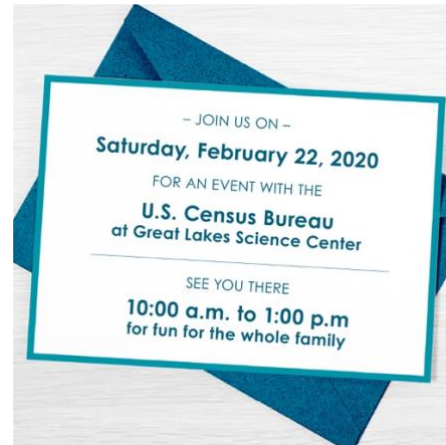 – JOIN US ON –
Saturday, February 22, 2020
FOR AN EVENT WITH THE
U.S. Census Bureau
at Great Lakes Science Center
SEE YOU THERE
10:00 a.m. to 1:00 p.m
for fun for the whole family